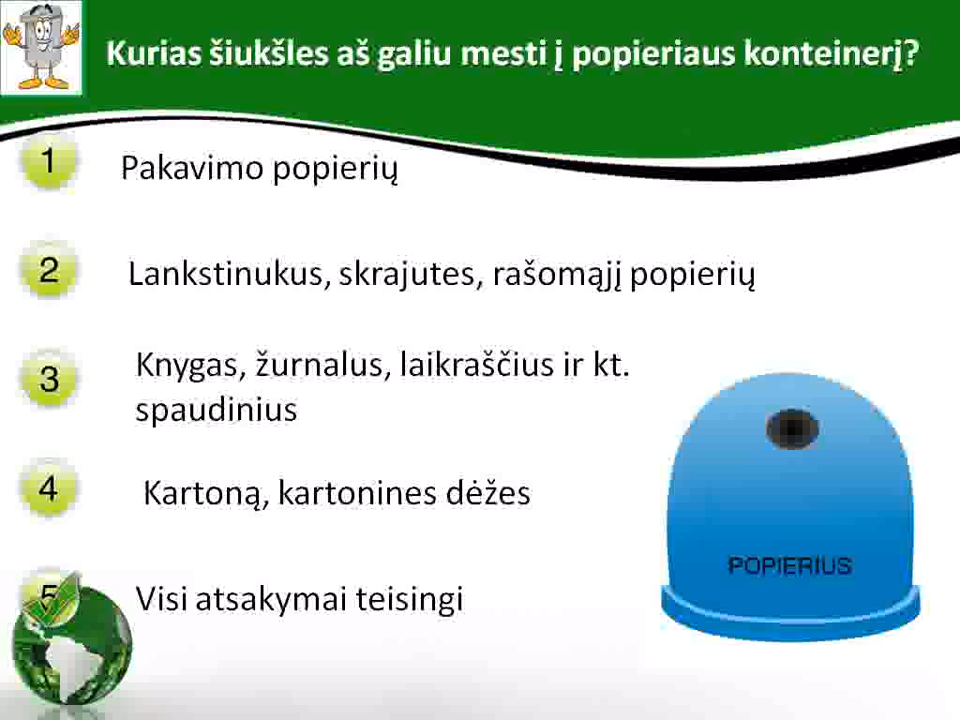 Kurias šiukšles aš galiu mesti į popieriaus konteinerį?
1 Pakavimo popierių
2 Lankstinukus, skrajutes, rašomąjį popierių
3 Knygas, žurnalus, laikraščius ir kt.
spaudinius
4 Kartoną, kartonines dėžes
5 Visi atsakymai teisingi
POPIERIUS